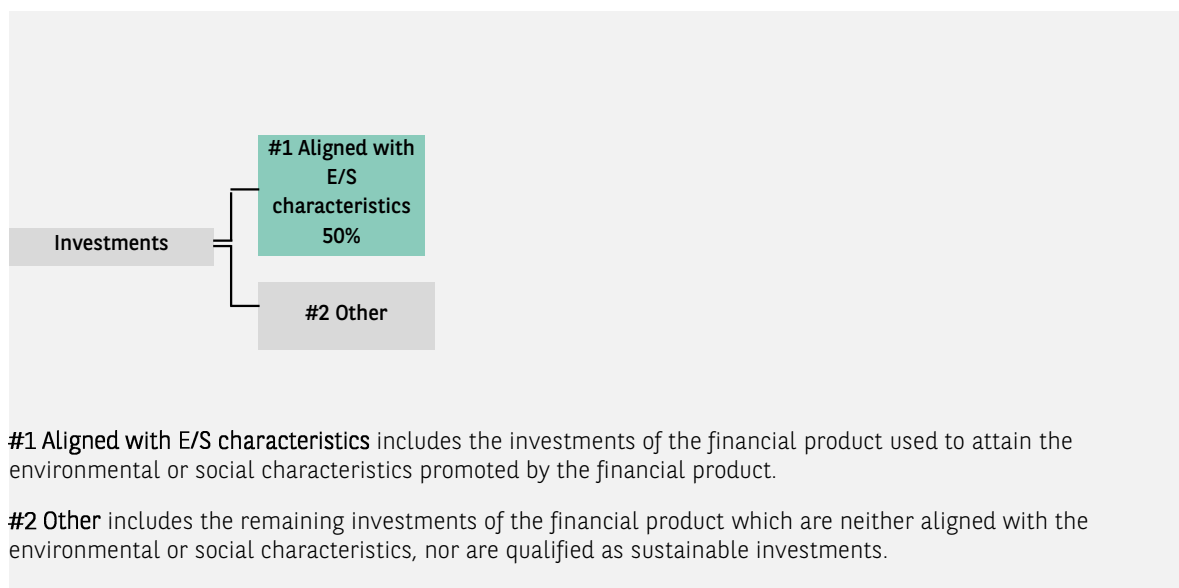 #1 Aligned with
E/S
characteristics
50%
Investments
#2 Other
#1 Aligned with E/S characteristics includes the investments of the financial product used to attain the
environmental or social characteristics promoted by the financial product.
#2 Other includes the remaining investments of the financial product which are neither aligned with the
environmental or social characteristics, nor are qualified as sustainable investments.